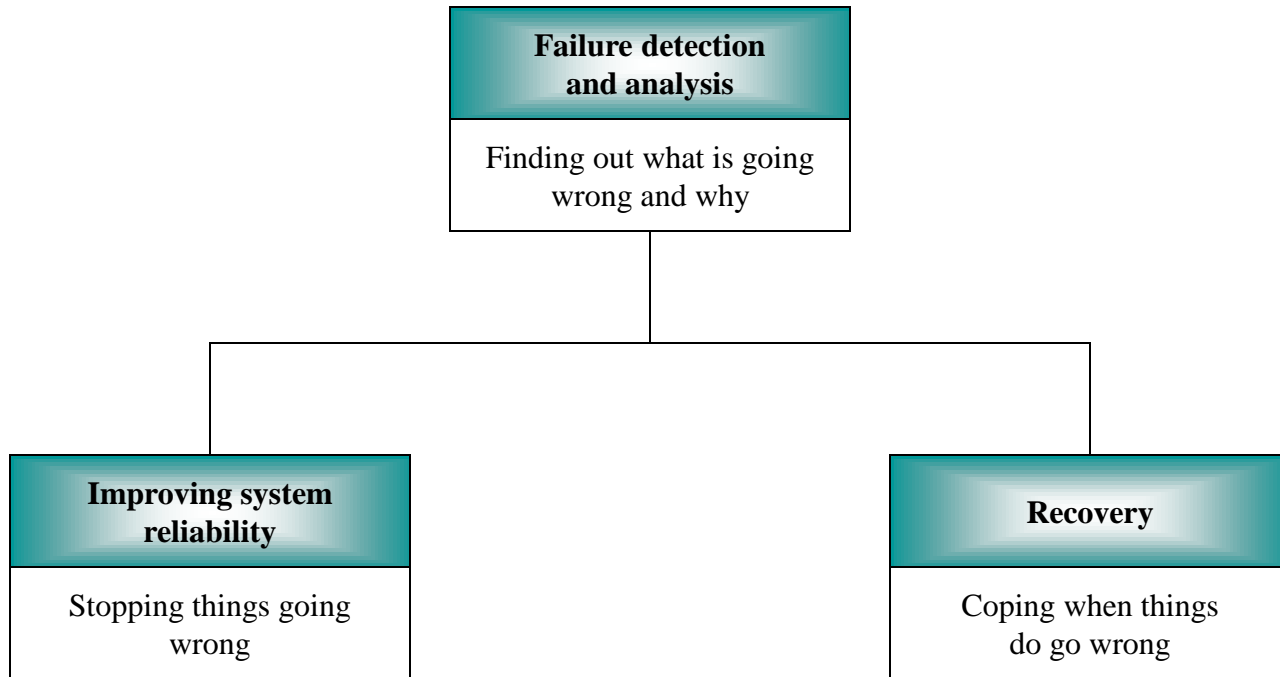 Failure detection
and analysis
Finding out what is going
wrong and why
Improving system
reliability
Stopping things going
wrong
Recovery
Coping when things
do go wrong